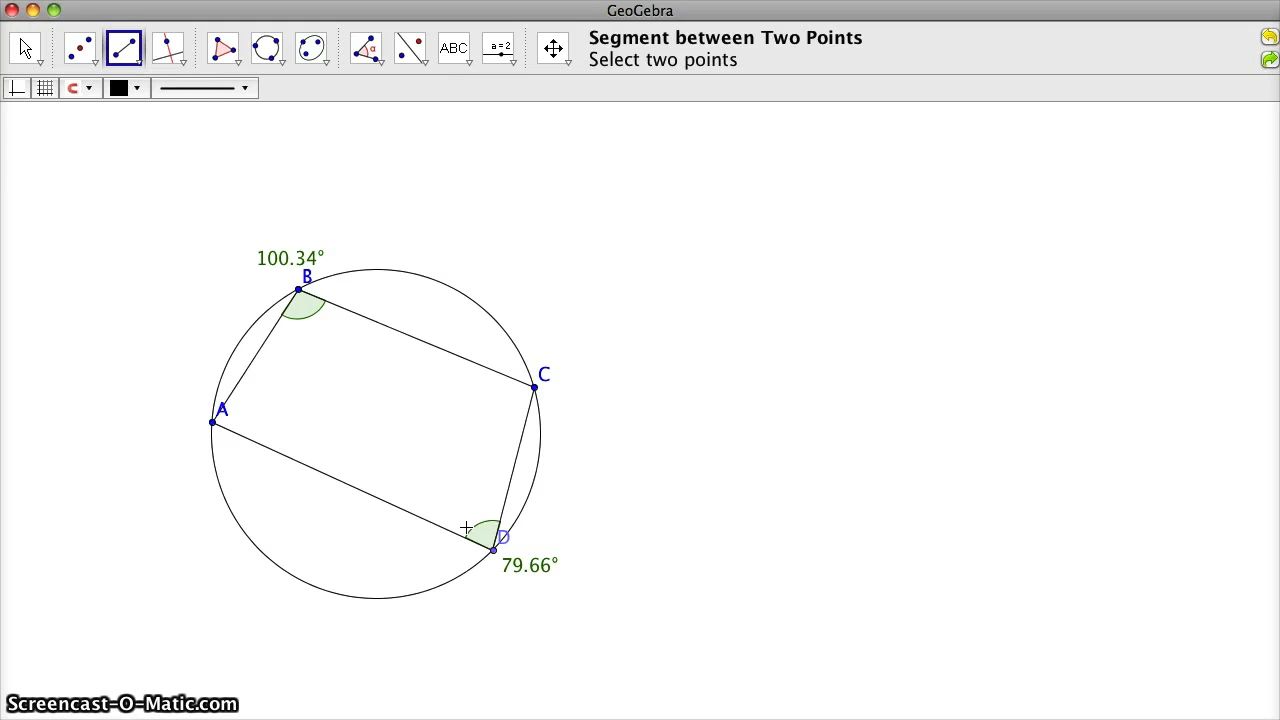 GeoGebra
Segment between Two Points
Select two points
α
ABC
a=2
100.34°
B
C
A
D
79.66°
Screencast-O-Matic.com